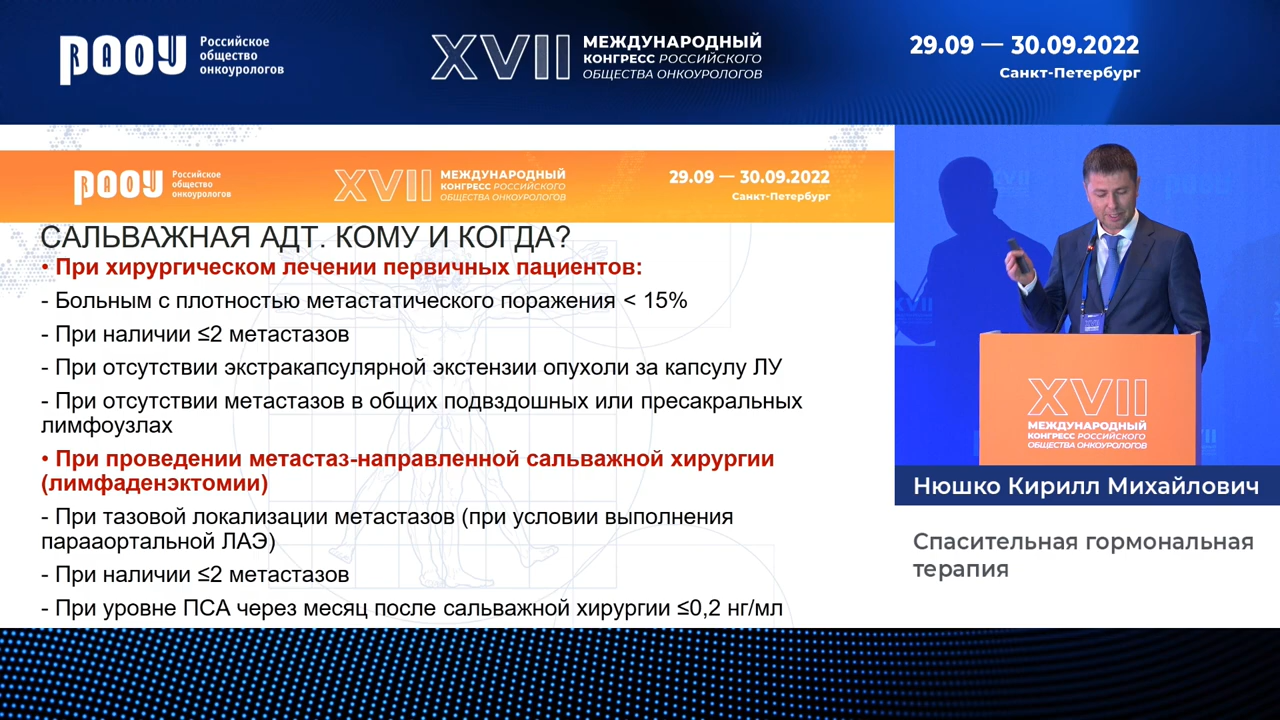 РАОУ
Российское
общество
онкоурологов
XVII
МЕЖДУНАРОДНЫЙ
КОНГРЕСС РОССИЙСКОГО
ОБЩЕСТВА ОНКОУРОЛОГОВ
29.09 — 30.09.2022
Санкт-Петербург
РАОУ
Российское
общество
онкоурологов
XVII
МЕЖДУНАРОДНЫЙ
КОНГРЕСС РОССИЙСКОГО
ОБЩЕСТВА ОНКОУРОЛОГОВ
29.09 — 30.09.2022
Санкт-Петербург
САЛЬВАЖНАЯ АДТ. КОМУ И КОГДА?
• При хирургическом лечении первичных пациентов:
- Больным с плотностью метастатического поражения < 15%
- При наличии ≤2 метастазов
- При отсутствии экстракапсулярной экстензии опухоли за капсулу ЛУ
- При отсутствии метастазов в общих подвздошных или пресакральных
лимфоузлах
• При проведении метастаз-направленной сальважной хирургии
(лимфаденэктомии)
- При тазовой локализации метастазов (при условии выполнения
парааортальной ЛАЭ)
- При наличии ≤2 метастазов
- При уровне ПСА через месяц после сальважной хирургии ≤0,2 нг/мл
XVII
МЕЖДУНАРОДНЫЙ
КОНГРЕСС РОССИЙСКОГО
ОБЩЕСТВА ОНКОУРОЛОГОВ
Нюшко Кирилл Михайлович
Спасительная гормональная
терапия